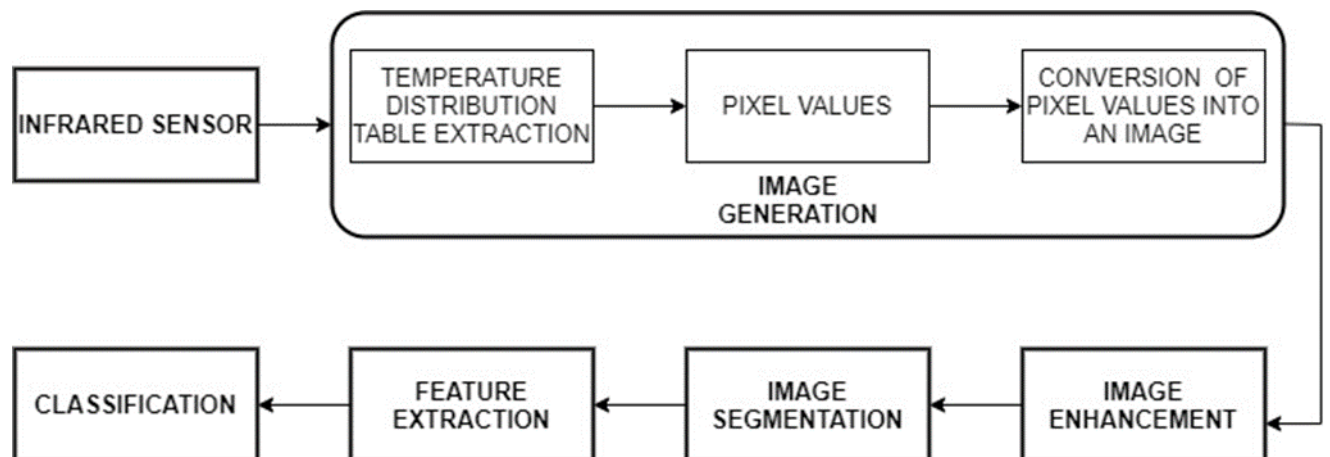 INFRARED SENSOR
TEMPERATURE
DISTRIBUTION
TABLE EXTRACTION
PIXEL VALUES
CONVERSION OF
PIXEL VALUES INTO
AN IMAGE
IMAGE
GENERATION
IMAGE
ENHANCEMENT
IMAGE
SEGMENTATION
FEATURE
EXTRACTION
CLASSIFICATION